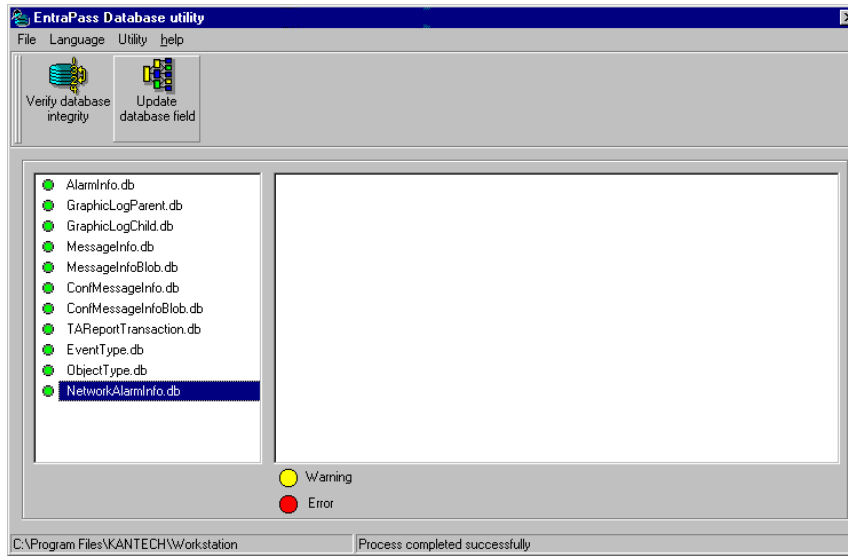 EntraPass Database utility
File Language Utility help
Verify database integrity
Update database field
AlarmInfo.db
GraphicLogParent.db
GraphicLogChild.db
MessageInfo.db
MessageInfoBlob.db
ConfMessageInfo.db
ConfMessageInfoBlob.db
TAReportTransaction.db
EventType.db
ObjectType.db
NetworkAlarmInfo.db
Warning
Error
C:\Program Files\KANTECH\Workstation
Process completed successfully